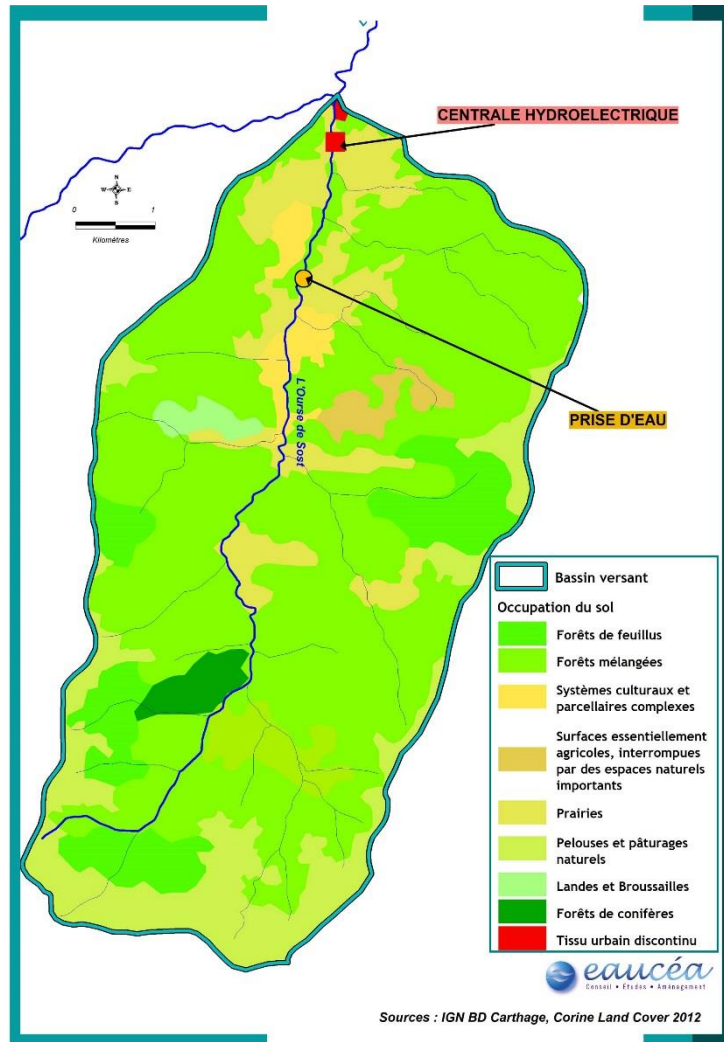 CENTRALE HYDROELECTRIQUE
N
W E
S
0 1
Kilomètres
L'Ourse de Sost
PRISE D'EAU
Bassin versant
Occupation du sol
Forêts de feuillus
Forêts mélangées
Systèmes culturaux et
parcellaires complexes
Surfaces essentiellement
agricoles, interrompues
par des espaces naturels
importants
Prairies
Pelouses et pâturages
naturels
Landes et Broussailles
Forêts de conifères
Tissu urbain discontinu
eaucéa
Conseil • Études • Aménagement
Sources : IGN BD Carthage, Corine Land Cover 2012